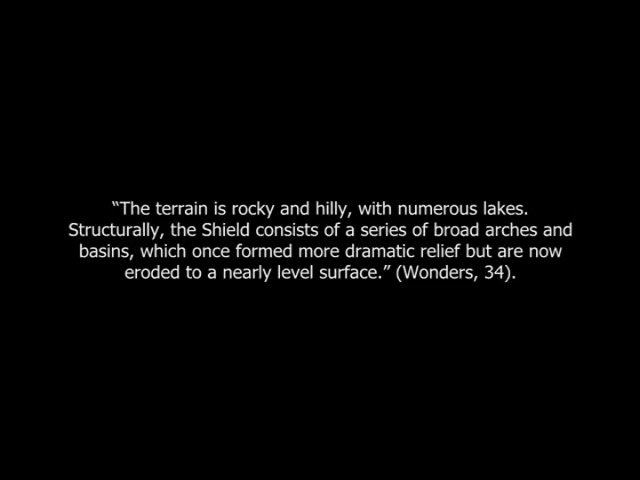 “The terrain is rocky and hilly, with numerous lakes.
Structurally, the Shield consists of a series of broad arches and
basins, which once formed more dramatic relief but are now
eroded to a nearly level surface.” (Wonders, 34).